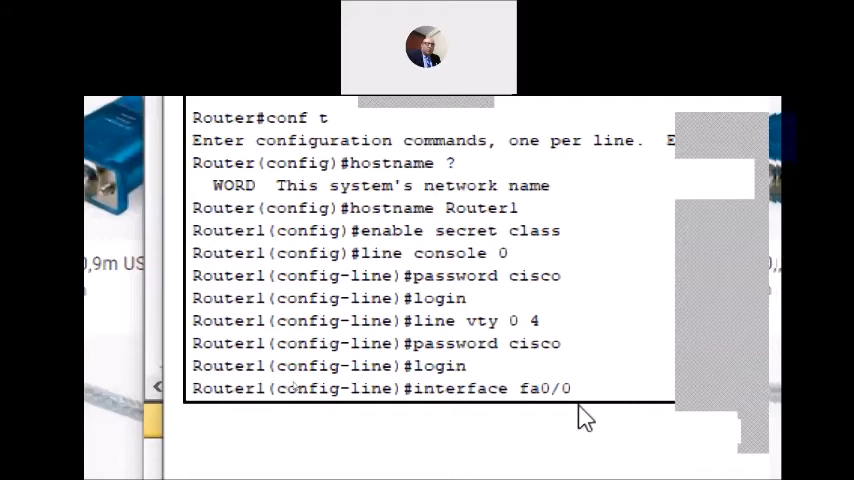 Router#conf t
Enter configuration commands, one per line. E
Router(config)#hostname ?
WORD This system's network name
Router(config)#hostname Router1
Router1(config)#enable secret class
Router1(config)#line console 0
Router1(config-line)#password cisco
Router1(config-line)#login
Router1(config-line)#line vty 0 4
Router1(config-line)#password cisco
Router1(config-line)#login
Router1(config-line)#interface fa0/0
0,9m US